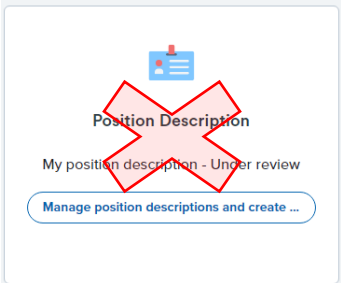 Position Description
My position description - Under review
Manage position descriptions and create ...